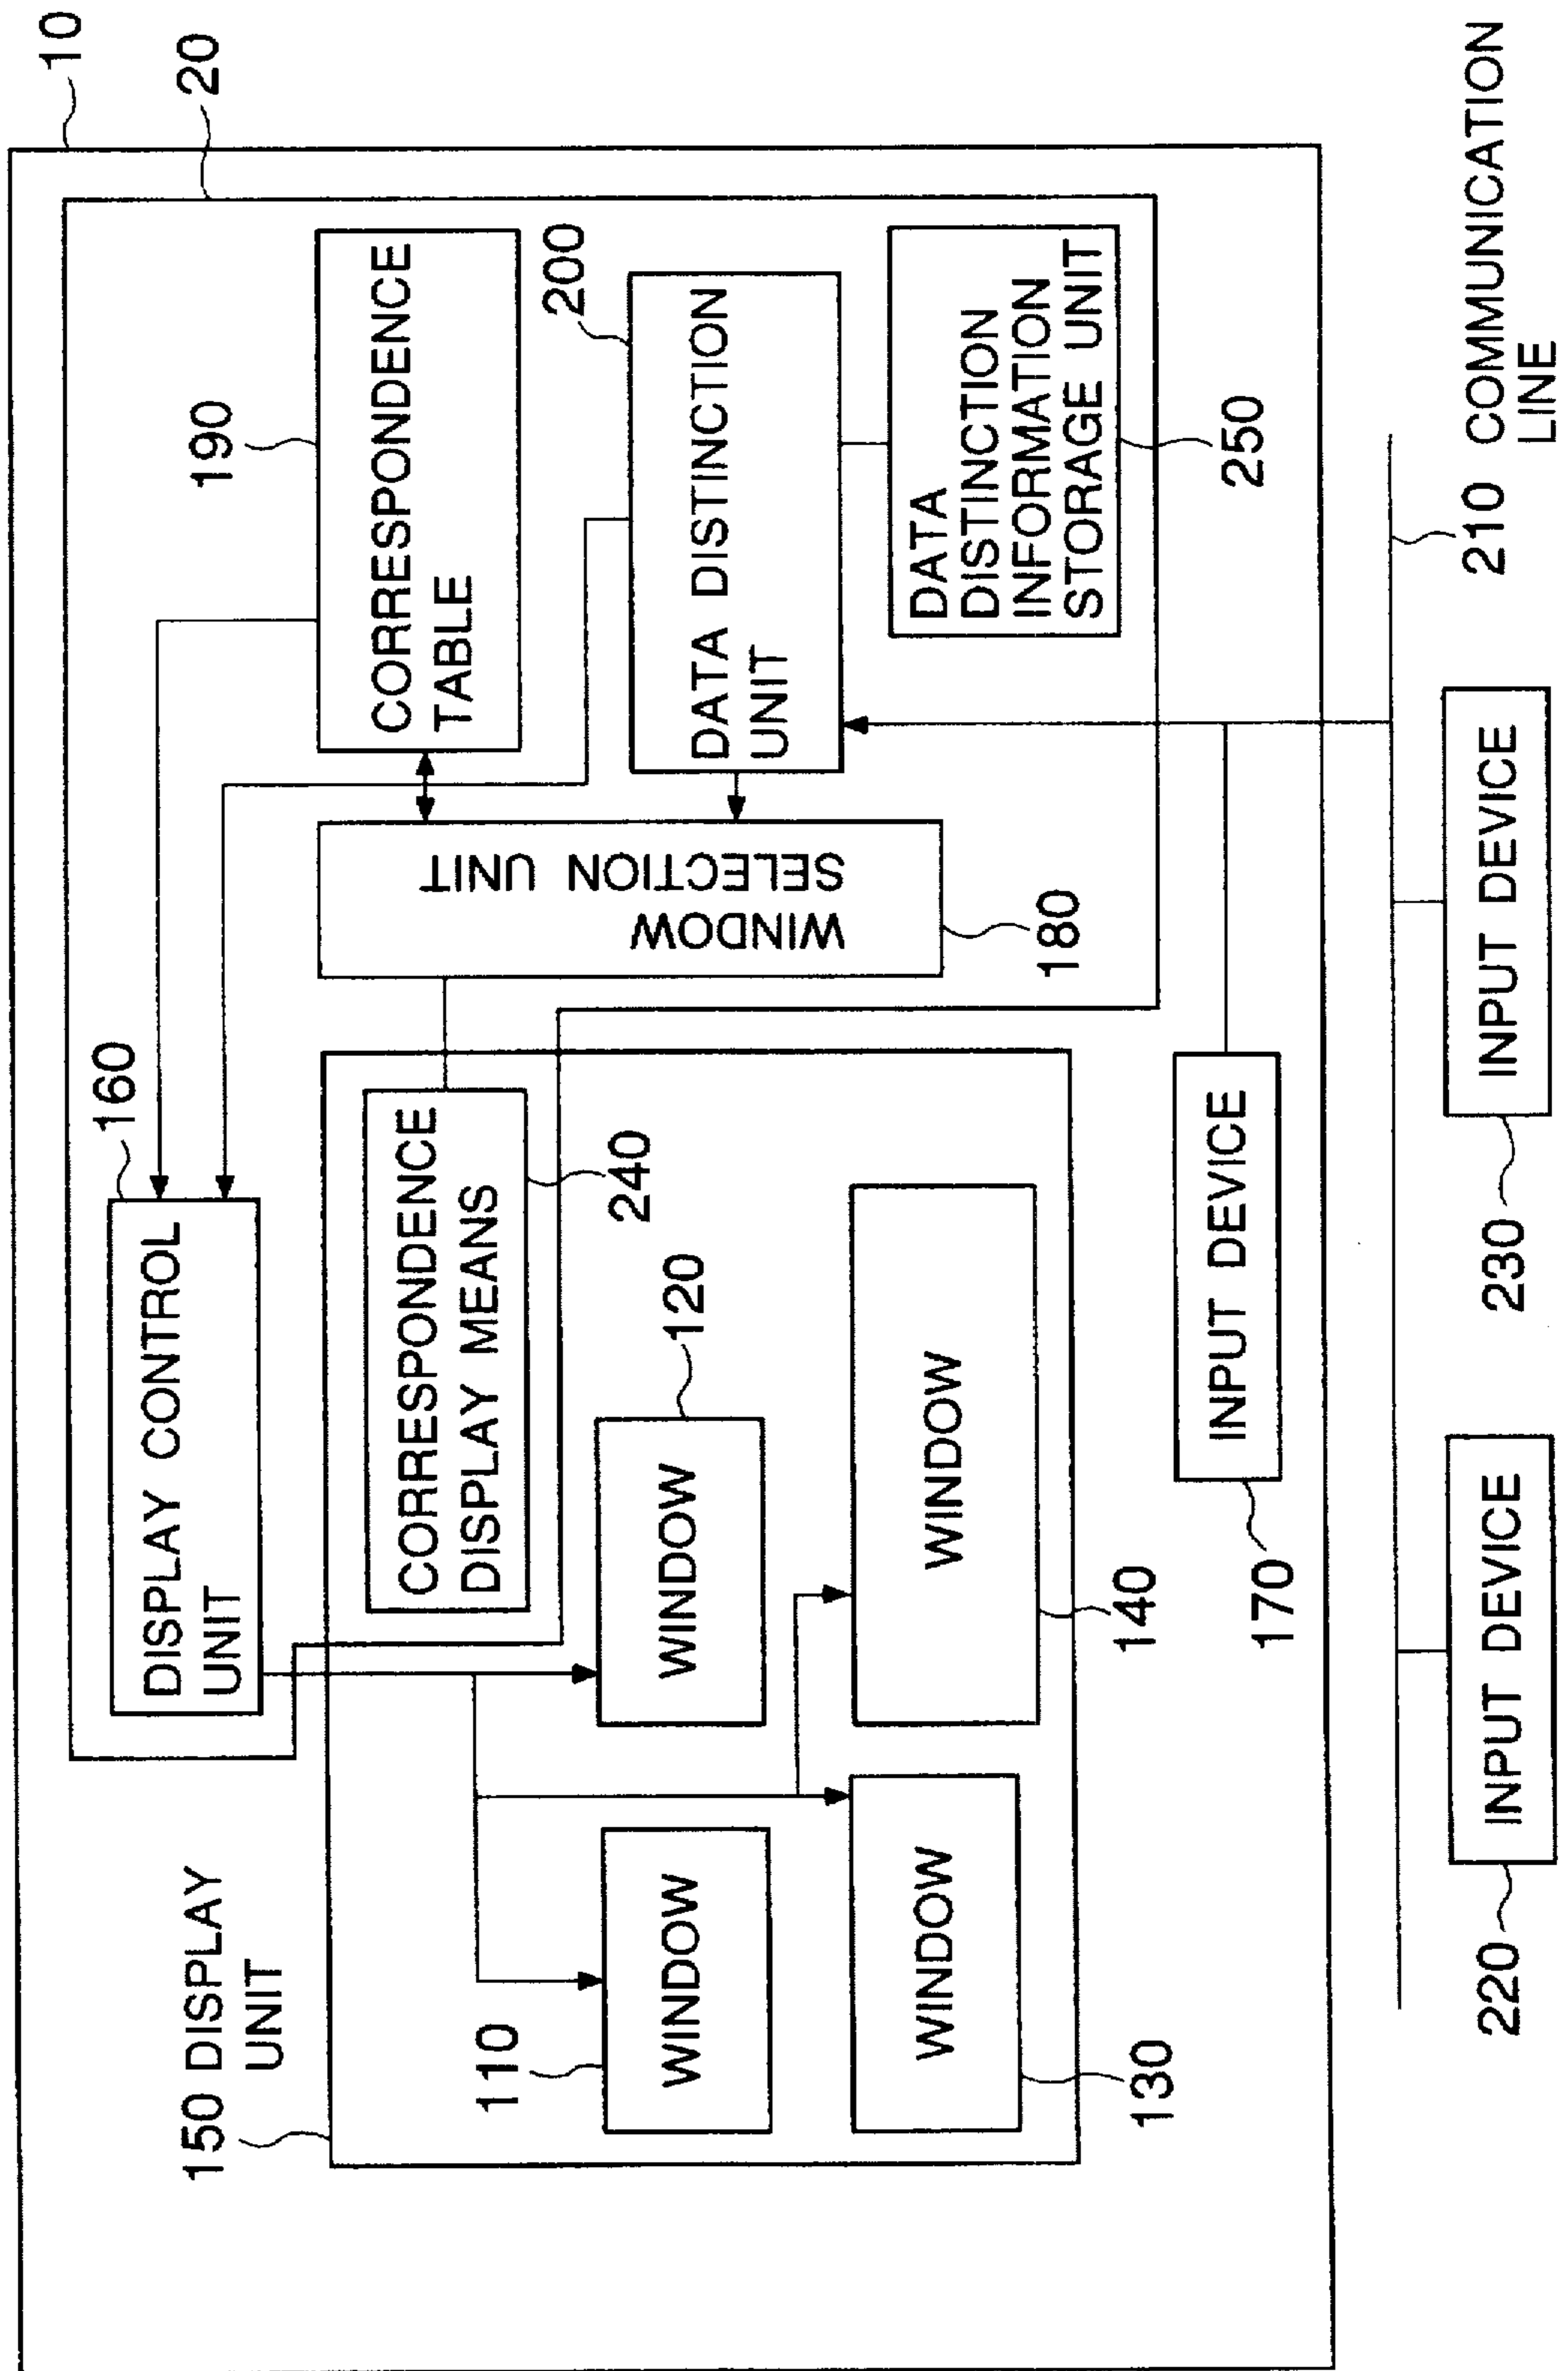 10
20
150 DISPLAY
UNIT
160
DISPLAY CONTROL
UNIT
190
CORRESPONDENCE
TABLE
CORRESPONDENCE
DISPLAY MEANS
240
WINDOW
SELECTION UNIT
180
200
DATA DISTINCTION
UNIT
110
WINDOW
120
WINDOW
130
WINDOW
140
WINDOW
DATA
DISTINCTION
INFORMATION
STORAGE UNIT
250
170
INPUT DEVICE
210 COMMUNICATION
LINE
220
INPUT DEVICE
230
INPUT DEVICE